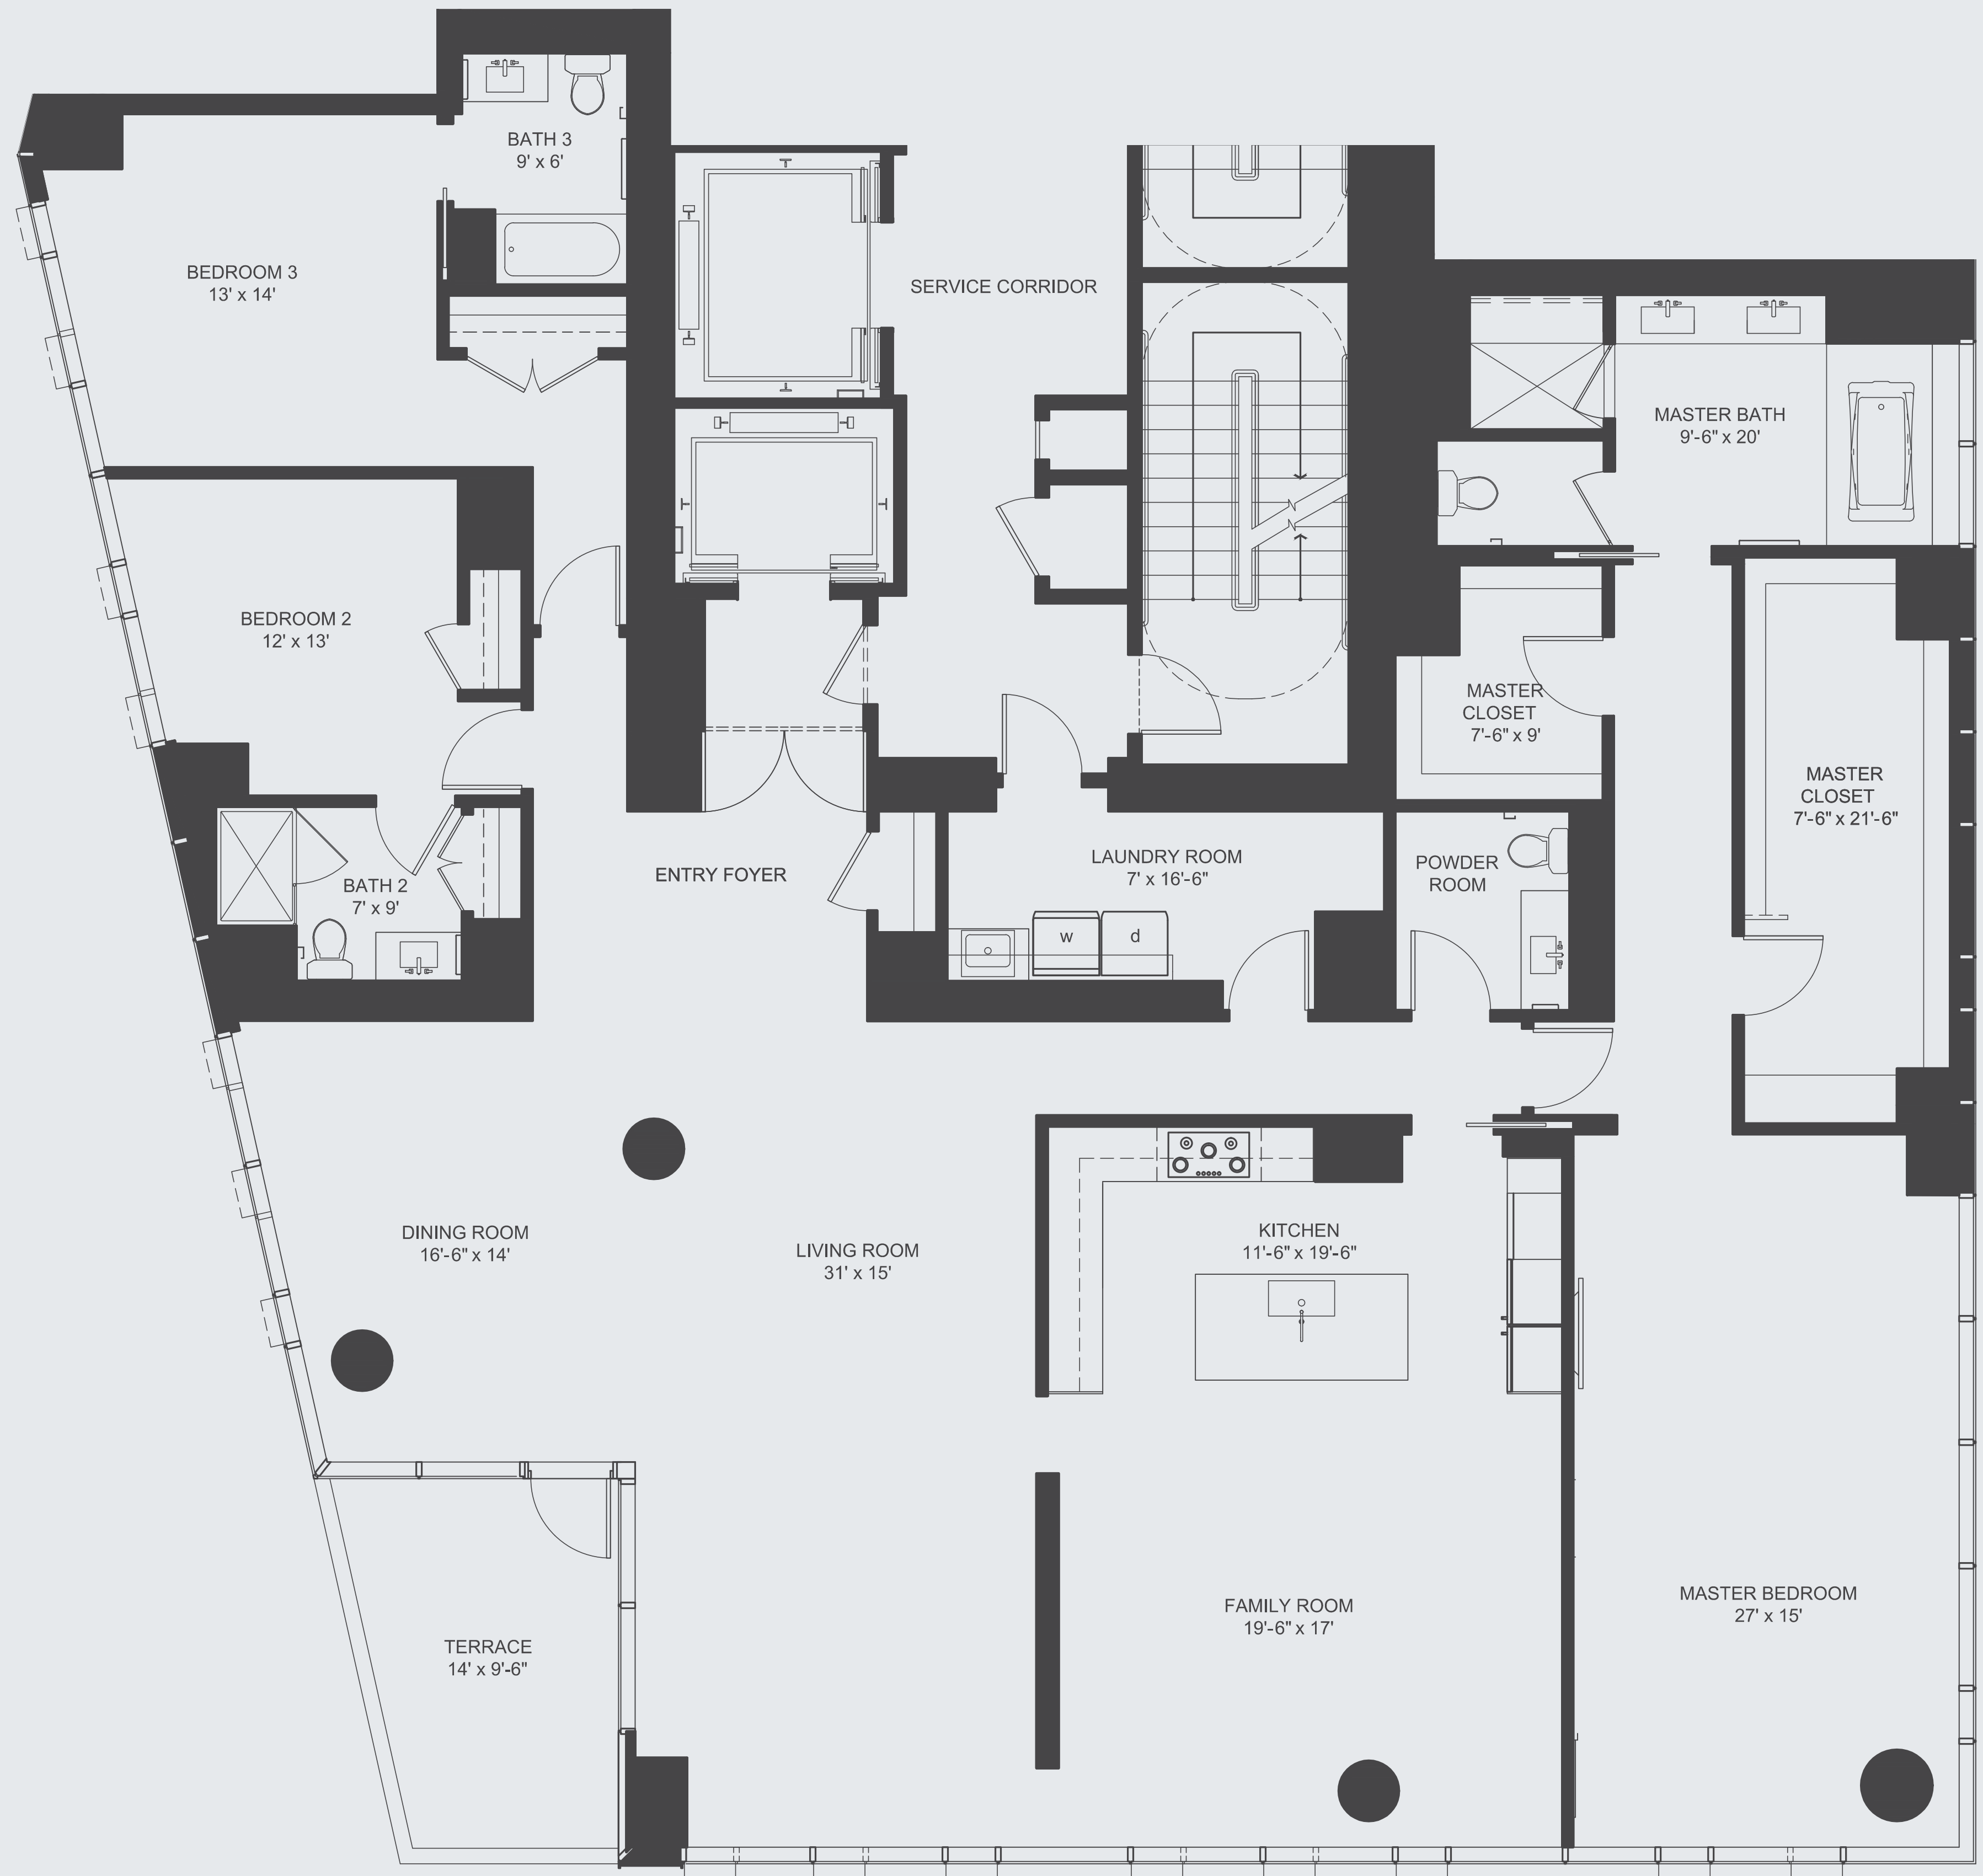 BATH 3
9' x 6'
BEDROOM 3
13' x 14'
SERVICE CORRIDOR
MASTER BATH
9'-6" x 20'
BEDROOM 2
12' x 13'
MASTER
CLOSET
7'-6" x 9'
MASTER
CLOSET
7'-6" x 21'-6"
BATH 2
7' x 9'
ENTRY FOYER
LAUNDRY ROOM
7' x 16'-6"
w
d
POWDER
ROOM
DINING ROOM
16'-6" x 14'
LIVING ROOM
31' x 15'
KITCHEN
11'-6" x 19'-6"
TERRACE
14' x 9'-6"
FAMILY ROOM
19'-6" x 17'
MASTER BEDROOM
27' x 15'